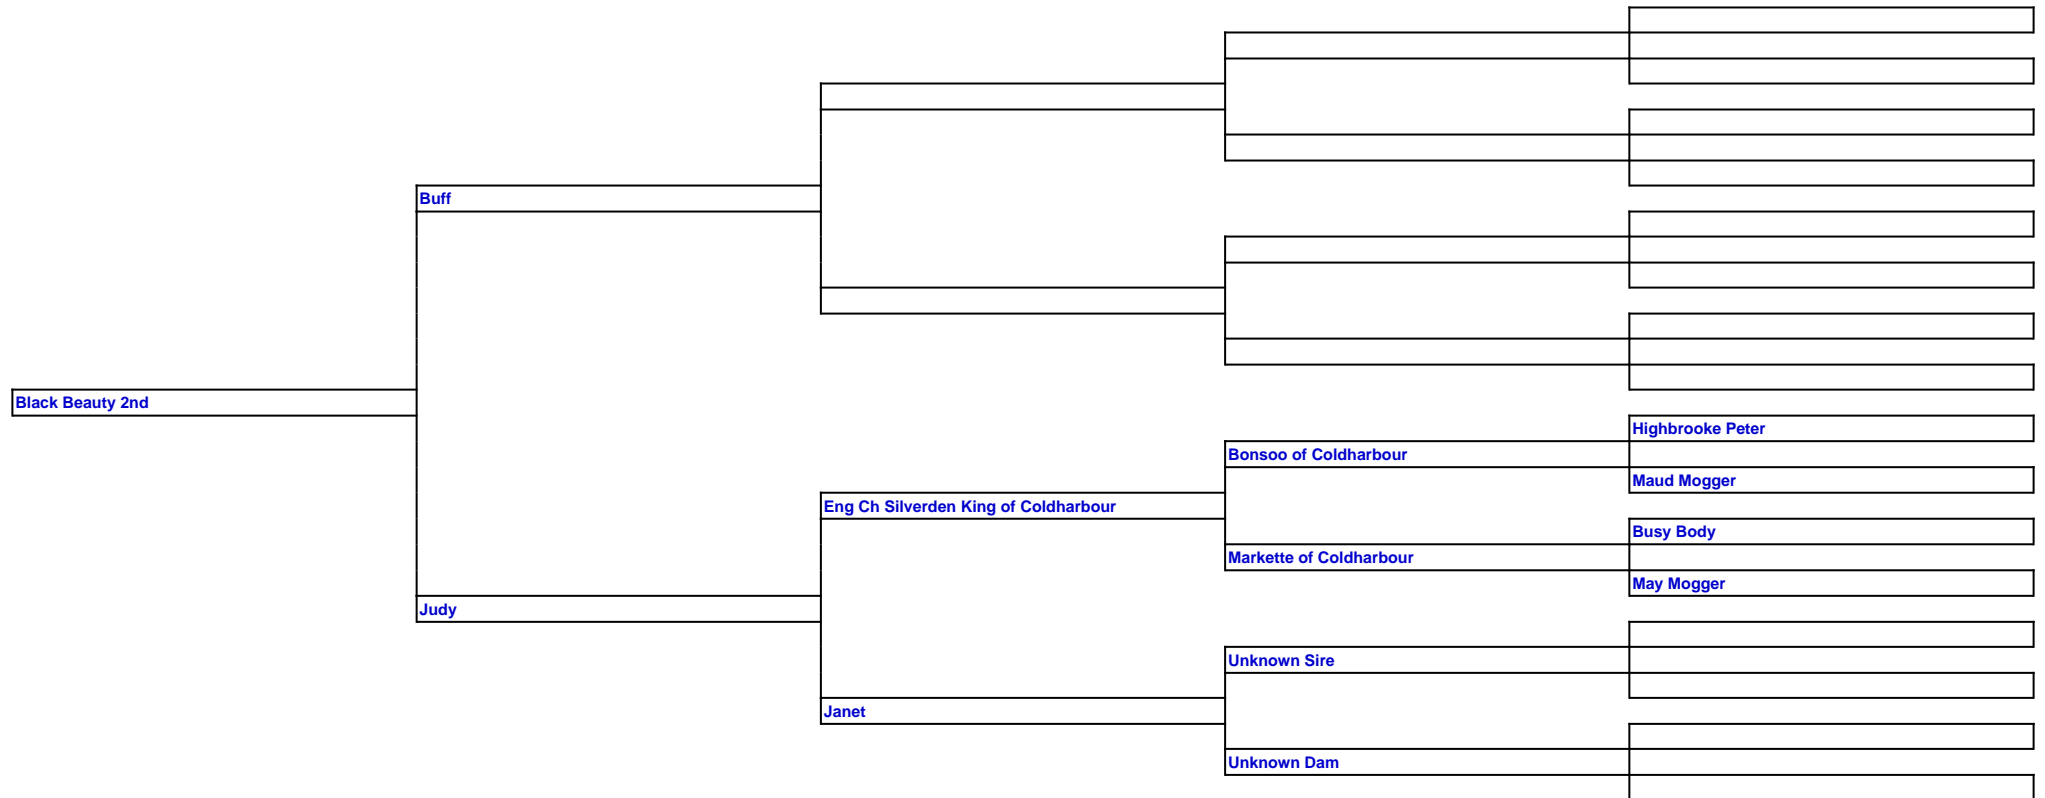 Buff
Black Beauty 2nd
Highbrooke Peter
Bonsoo of Coldharbour
Maud Mogger
Eng Ch Silverden King of Coldharbour
Busy Body
Markette of Coldharbour
May Mogger
Judy
Unknown Sire
Janet
Unknown Dam